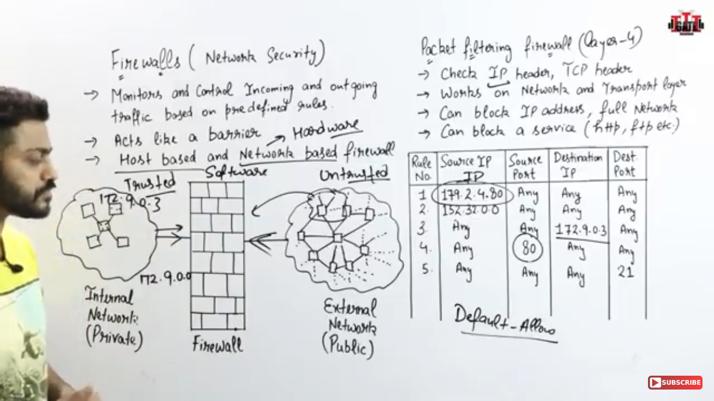 Firewalls (Network Security)
→ Monitors and Control Incoming and outgoing
traffic based on predefined rules.
→ Acts like a barrier
→ Hardware
→ Host based and Network based firewall
Software
Trusted
Untrusted
172.9.0.3
172.9.0.0
Internal
Network
(Private)
Firewall
External
Network
(Public)
Packet filtering firewall (Layer-4)
→ Check IP header, TCP header
→ Works on Network and Transport layer
→ Can block IP address, full Network
→ Can block a service (http, ftp etc.)
Rule No. Source IP IP Source Port Destination IP Dest. Port
1 179.2.4.80 Any Any Any
2. 152.32.0.0 Any Any Any
3. Any Any 172.9.0.3 Any
4. Any 80 Any Any
5. Any Any Any 21
Default-Allow
SUBSCRIBE